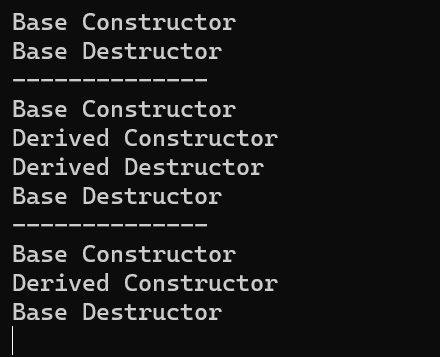 Base Constructor
Base Destructor
--------------
Base Constructor
Derived Constructor
Derived Destructor
Base Destructor
--------------
Base Constructor
Derived Constructor
Base Destructor